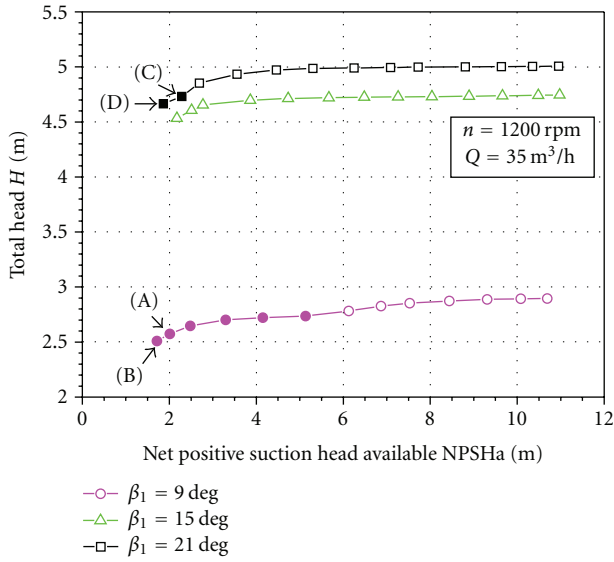 5.5
5
4.5
4
3.5
3
2.5
2
Total head H (m)
(C)
(D)
n = 1200 rpm
Q = 35 m³/h
(A)
(B)
0
2
4
6
8
10
12
Net positive suction head available NPSHa (m)
β₁ = 9 deg
β₁ = 15 deg
β₁ = 21 deg